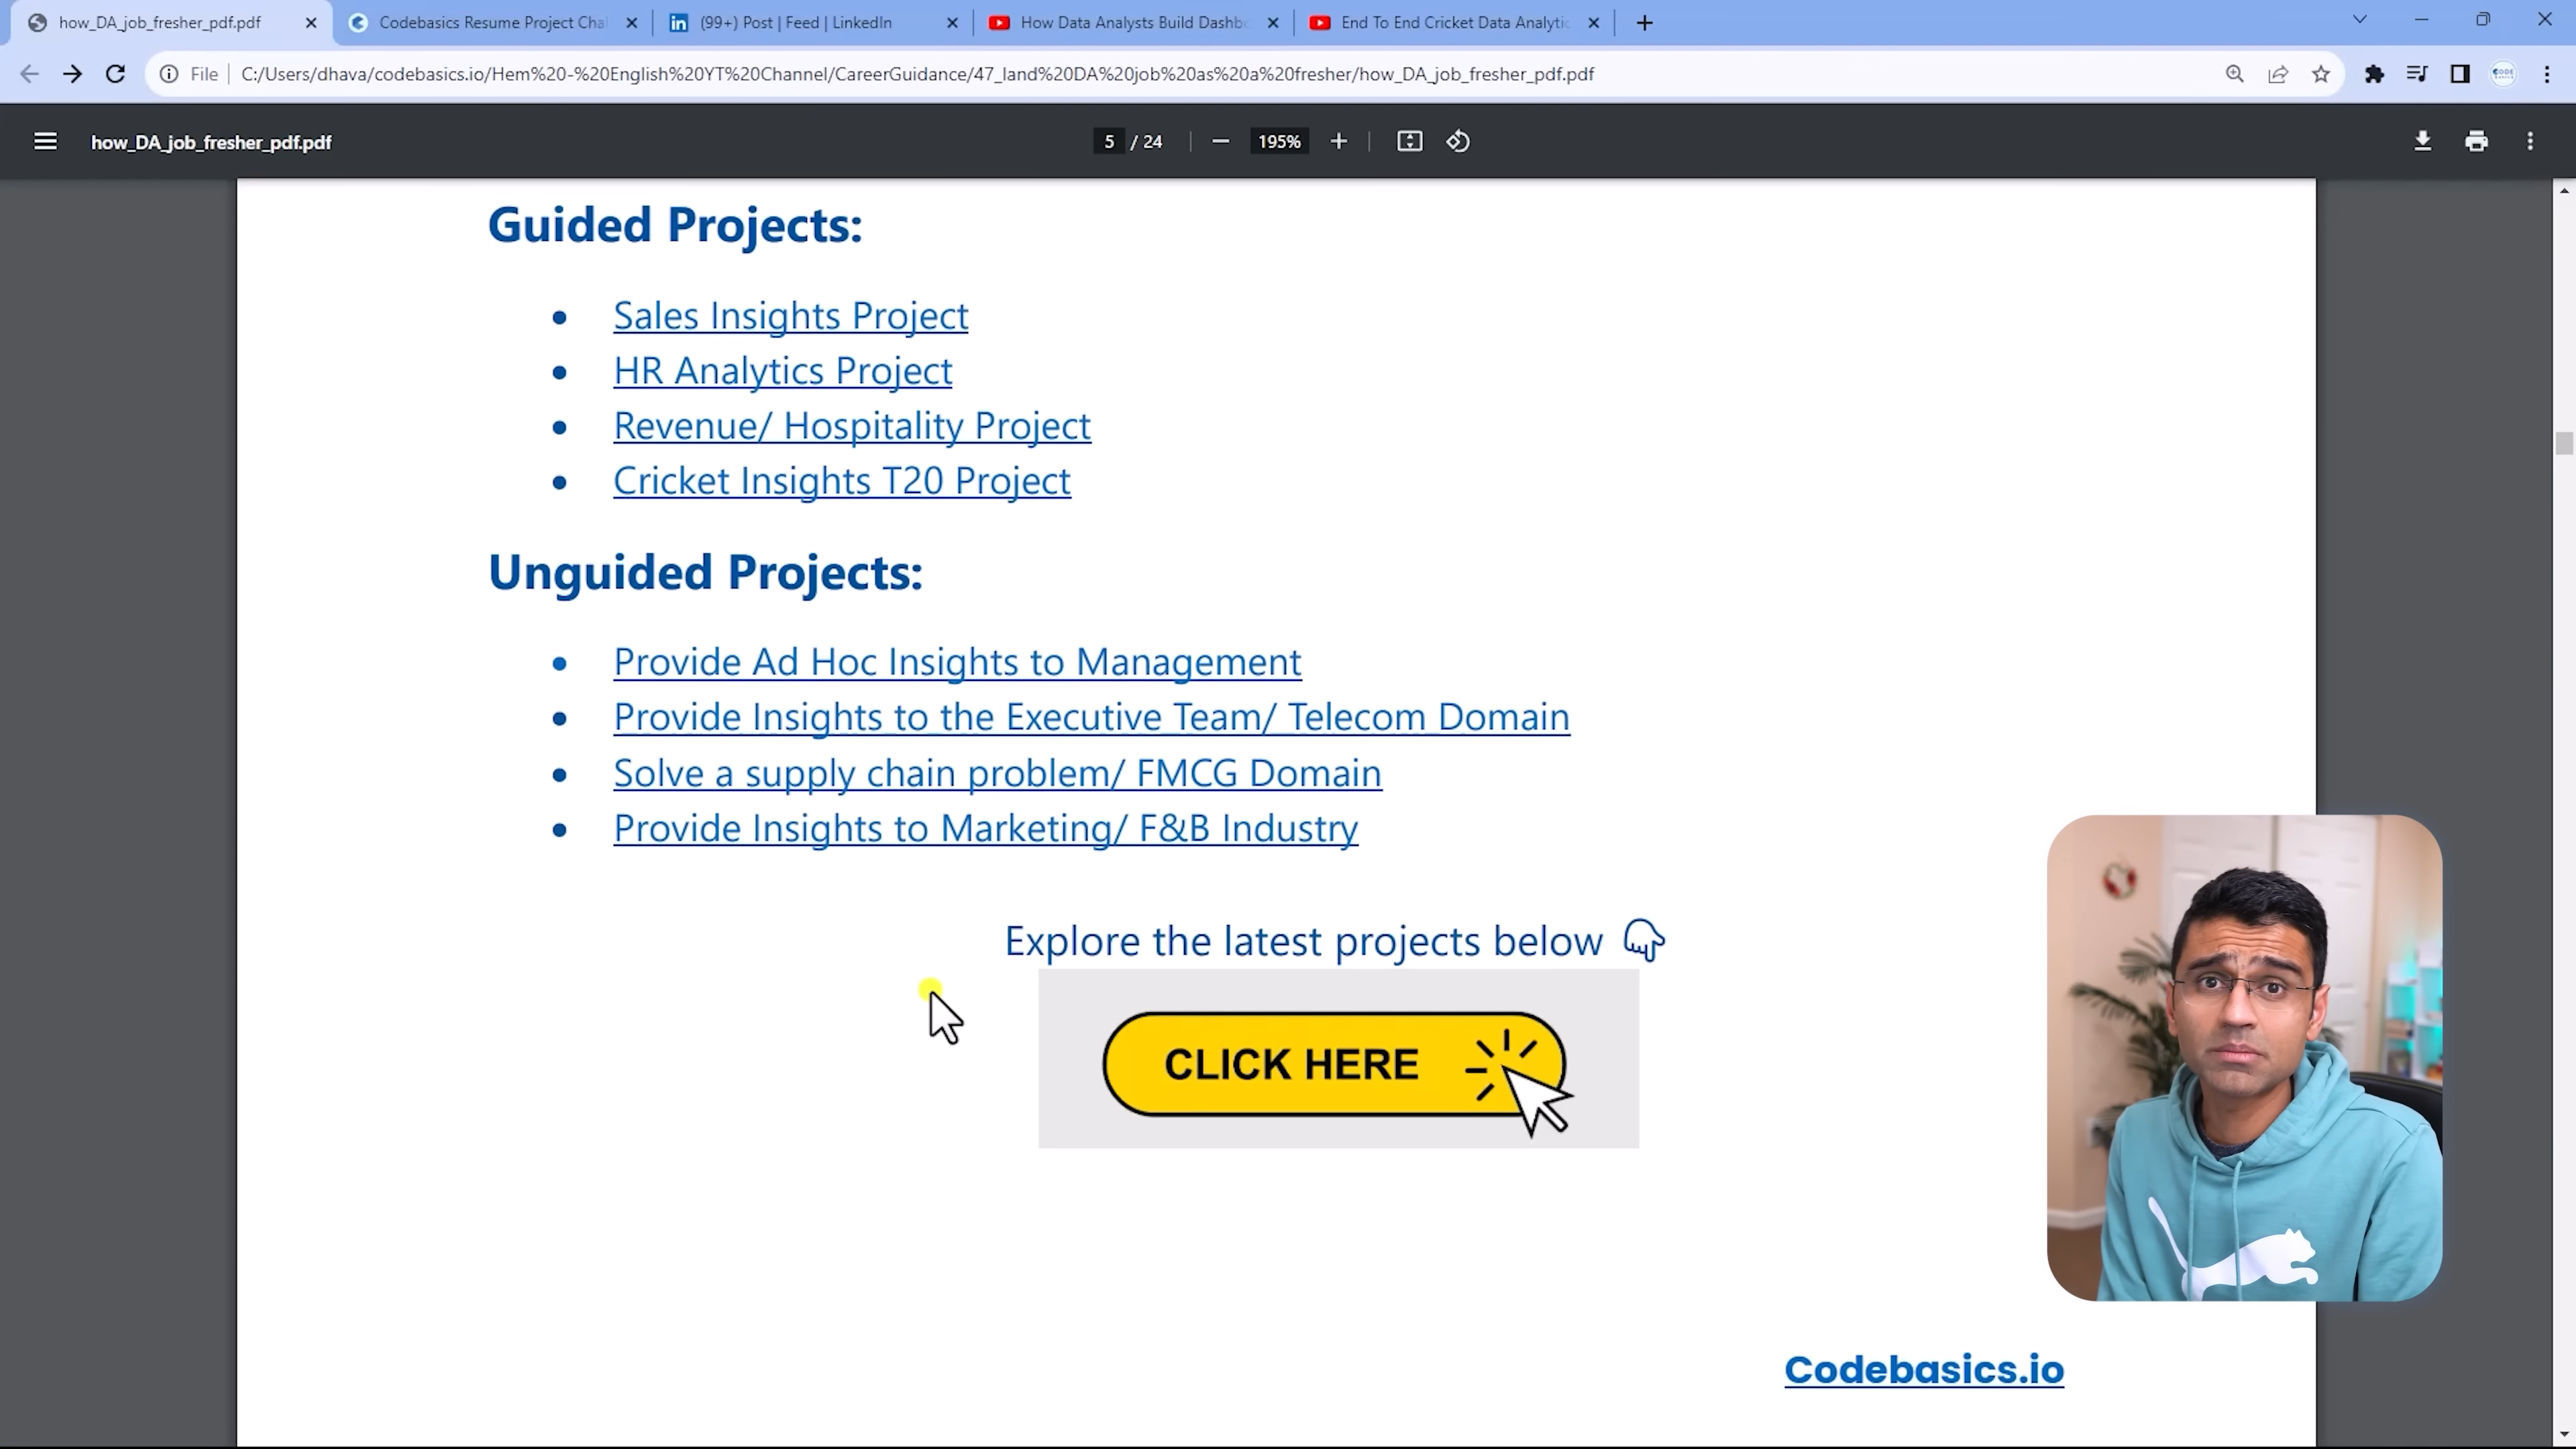 how_DA_job_fresher_pdf.pdf
Codebasics Resume Project Chal
(99+) Post | Feed | LinkedIn
How Data Analysts Build Dashbo
End To End Cricket Data Analytic
File
C:/Users/dhava/codebasics.io/Hem%20-%20English%20YT%20Channel/CareerGuidance/47_land%20DA%20job%20as%20a%20fresher/how_DA_job_fresher_pdf.pdf
how_DA_job_fresher_pdf.pdf
5 / 24
195%
Guided Projects:
• Sales Insights Project
• HR Analytics Project
• Revenue/ Hospitality Project
• Cricket Insights T20 Project
Unguided Projects:
• Provide Ad Hoc Insights to Management
• Provide Insights to the Executive Team/ Telecom Domain
• Solve a supply chain problem/ FMCG Domain
• Provide Insights to Marketing/ F&B Industry
Explore the latest projects below
CLICK HERE
Codebasics.io